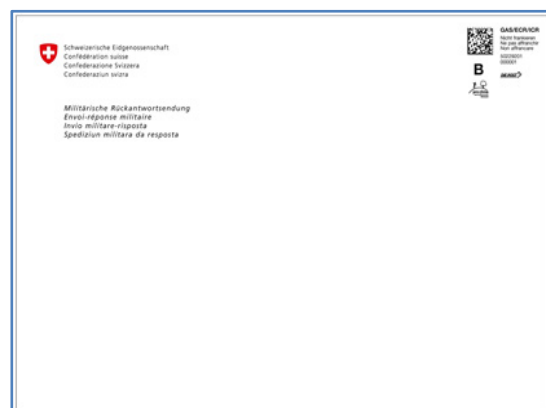 Schweizerische Eidgenossenschaft
Confédération suisse
Confederazione Svizzera
Confederaziun svizra
Militärische Rückantwortsendung
Envoi-réponse militaire
Invio militare-risposta
Spediziun militara da resposta
GAS/ECR/ICR
Nicht frankieren
Ne pas affranchir
Non affrancare
000001
B